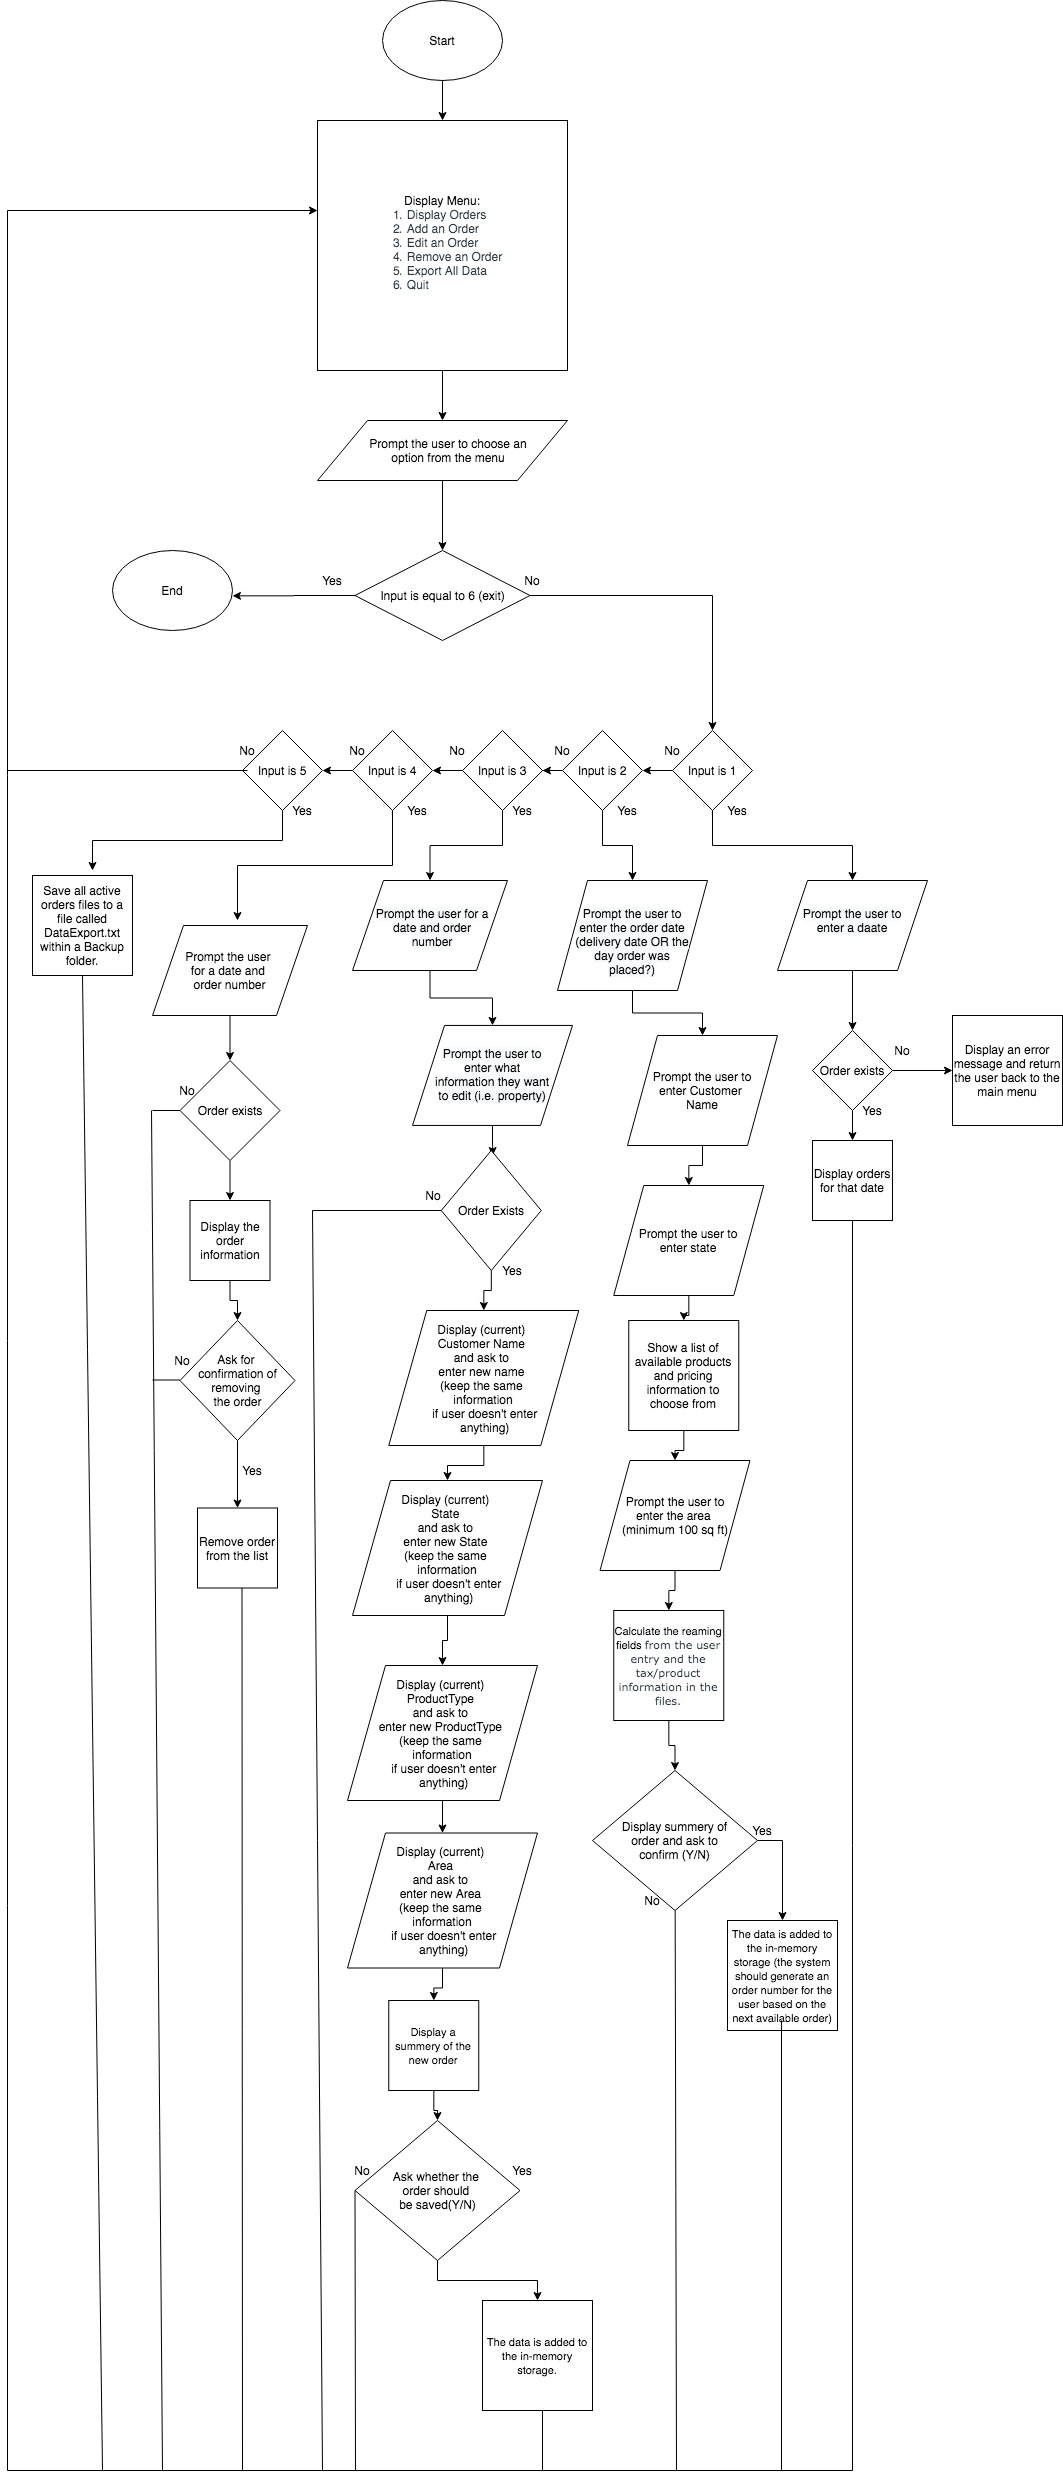 Start
Display Menu:
1. Display Orders
2. Add an Order
3. Edit an Order
4. Remove an Order
5. Export All Data
6. Quit
Prompt the user to choose an
option from the menu
Yes
No
End
Input is equal to 6 (exit)
No
No
No
No
No
Input is 5
Input is 4
Input is 3
Input is 2
Input is 1
Yes
Yes
Yes
Yes
Yes
Save all active
orders files to a
file called
DataExport.txt
within a Backup
folder.
Prompt the user
for a date and
order number
No
Order exists
Display the
order
information
No
Ask for
confirmation of
removing
the order
Yes
Remove order
from the list
Prompt the user for a
date and order
number
Prompt the user to
enter what
information they want
to edit (i.e. property)
No
Order Exists
Yes
Display (current)
Customer Name
and ask to
enter new name
(keep the same
information
if user doesn't enter
anything)
Display (current)
State
and ask to
enter new State
(keep the same
information
if user doesn't enter
anything)
Display (current)
ProductType
and ask to
enter new ProductType
(keep the same
information
if user doesn't enter
anything)
Display (current)
Area
and ask to
enter new Area
(keep the same
information
if user doesn't enter
anything)
Display a
summery of the
new order
No
Yes
Ask whether the
order should
be saved(Y/N)
The data is added to
the in-memory
storage.
Prompt the user to
enter the order date
(delivery date OR the
day order was
placed?)
Prompt the user to
enter Customer
Name
Prompt the user to
enter state
Show a list of
available products
and pricing
information to
choose from
Prompt the user to
enter the area
(minimum 100 sq ft)
Calculate the reaming
fields from the user
entry and the
tax/product
information in the
files.
Display summery of
order and ask to
confirm (Y/N)
Yes
No
The data is added to
the in-memory
storage (the system
should generate an
order number for the
user based on the
next available order)
Prompt the user to
enter a daate
Order exists
No
Yes
Display an error
message and return
the user back to the
main menu
Display orders
for that date